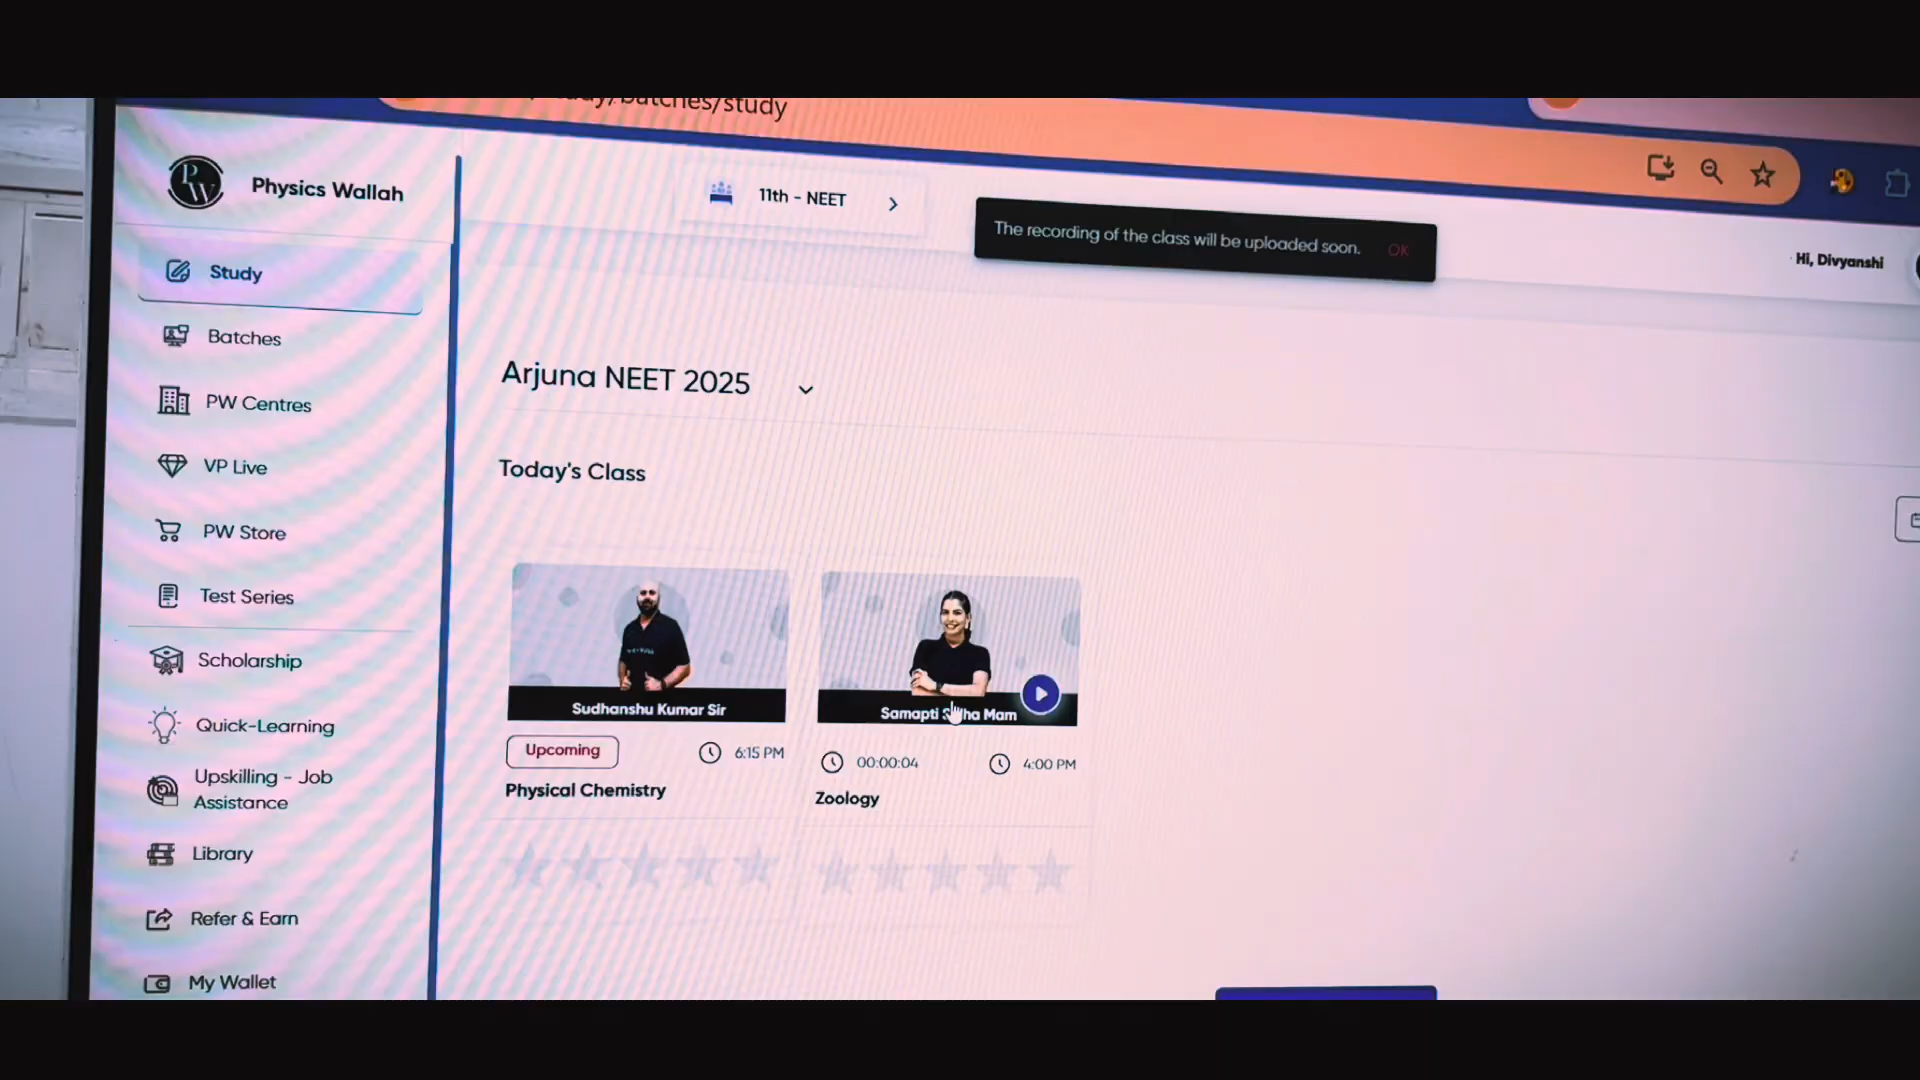 batches/study
PW
Physics Wallah
11th - NEET
The recording of the class will be uploaded soon. OK
Hi, Divyanshi
Study
Batches
PW Centres
VP Live
PW Store
Test Series
Scholarship
Quick-Learning
Upskilling - Job
Assistance
Library
Refer & Earn
My Wallet
Arjuna NEET 2025
Today's Class
Sudhanshu Kumar Sir
Upcoming
6:15 PM
Physical Chemistry
Samapti Mam
00:00:04
4:00 PM
Zoology